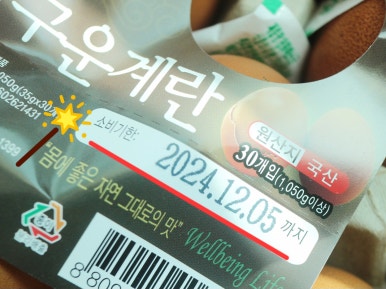 구운계란
원산지 국산
30개입(1,050g이상)
소비기한:
2024.12.05 까지
"몸에 좋은 자연 그대로의 맛"
Wellbeing Life